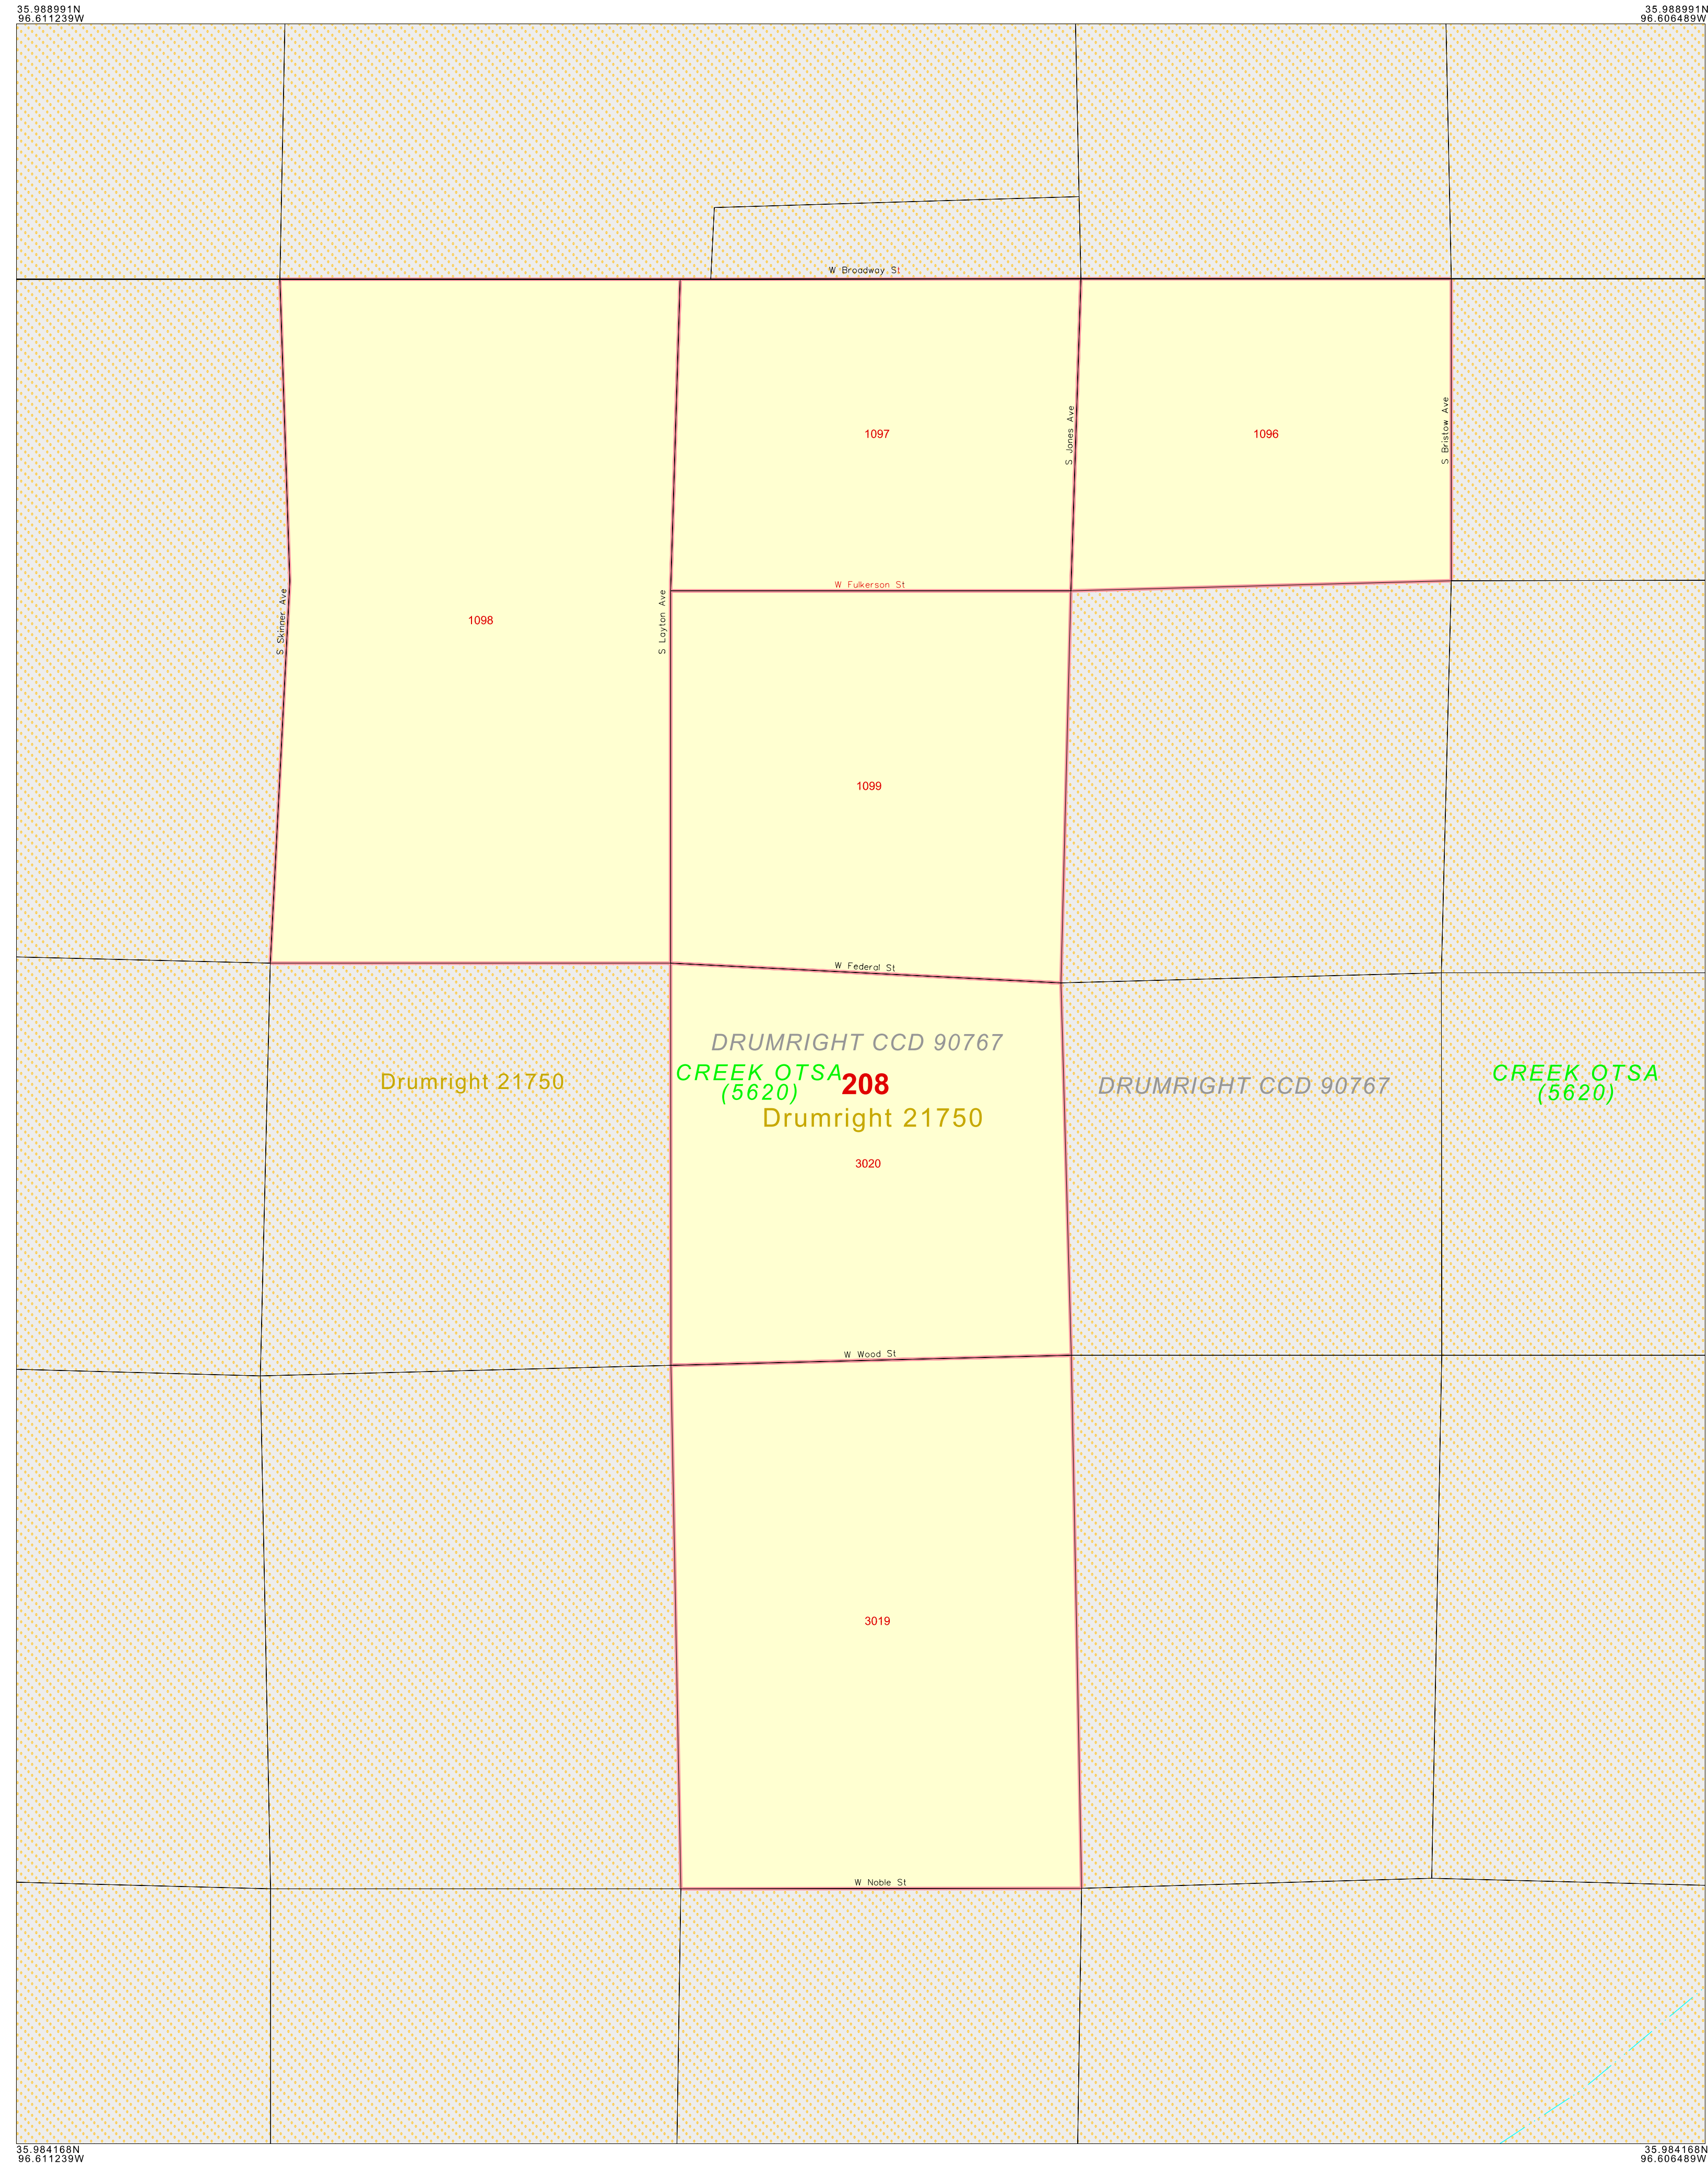 35.988991N
96.611239W
35.988991N
96.606489W
W Broadway St
1097
S Jones Ave
1096
S Bristow Ave
W Fulkerson St
S Skinner Ave
1098
S Layton Ave
1099
W Federal St
DRUMRIGHT CCD 90767
CREEK OTSA
(5620)
208
Drumright 21750
Drumright 21750
DRUMRIGHT CCD 90767
CREEK OTSA
(5620)
3020
W Wood St
3019
W Noble St
35.984168N
96.611239W
35.984168N
96.606489W